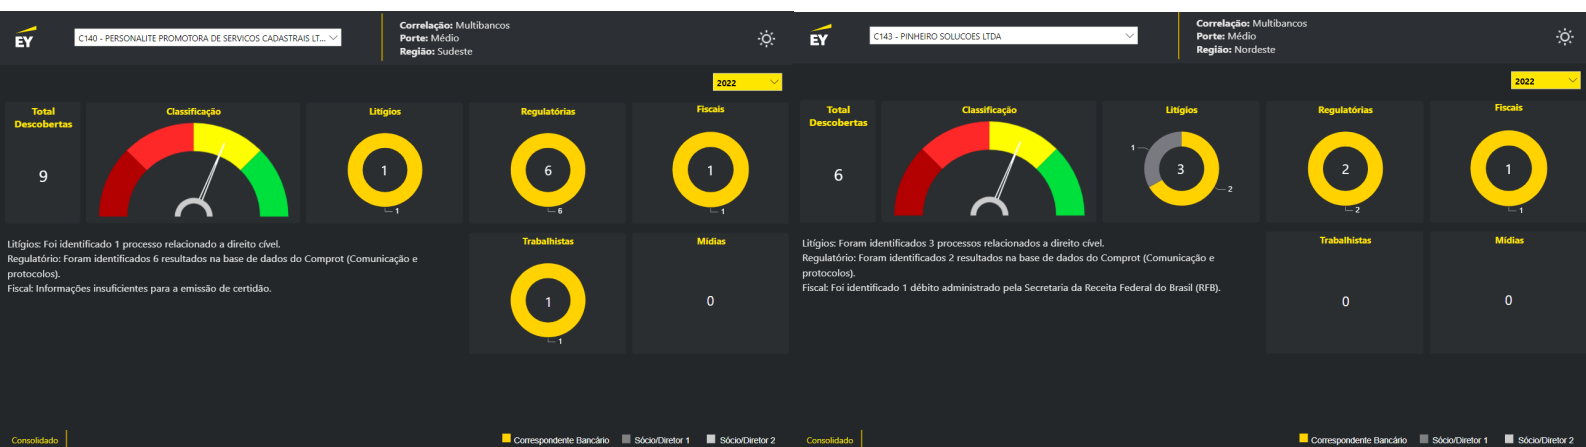 EY
C140 - PERSONALITE PROMOTORA DE SERVICOS CADASTRAIS LT...
Correlação: Multibancos
Porte: Médio
Região: Sudeste
2022
Total
Descobertas
9
Classificação
Litígios
1
1
Regulatórias
6
6
Fiscais
1
1
Litígios: Foi identificado 1 processo relacionado a direito cível.
Regulatório: Foram identificados 6 resultados na base de dados do Comprot (Comunicação e
protocolos).
Fiscal: Informações insuficientes para a emissão de certidão.
Trabalhistas
1
1
Mídias
0
Consolidado
Correspondente Bancário
Sócio/Diretor 1
Sócio/Diretor 2
EY
C143 - PINHEIRO SOLUCOES LTDA
Correlação: Multibancos
Porte: Médio
Região: Nordeste
2022
Total
Descobertas
6
Classificação
Litígios
1
3
2
Regulatórias
2
2
Fiscais
1
1
Litígios: Foram identificados 3 processos relacionados a direito cível.
Regulatório: Foram identificados 2 resultados na base de dados do Comprot (Comunicação e
protocolos).
Fiscal: Foi identificado 1 débito administrado pela Secretaria da Receita Federal do Brasil (RFB).
Trabalhistas
0
Mídias
0
Consolidado
Correspondente Bancário
Sócio/Diretor 1
Sócio/Diretor 2